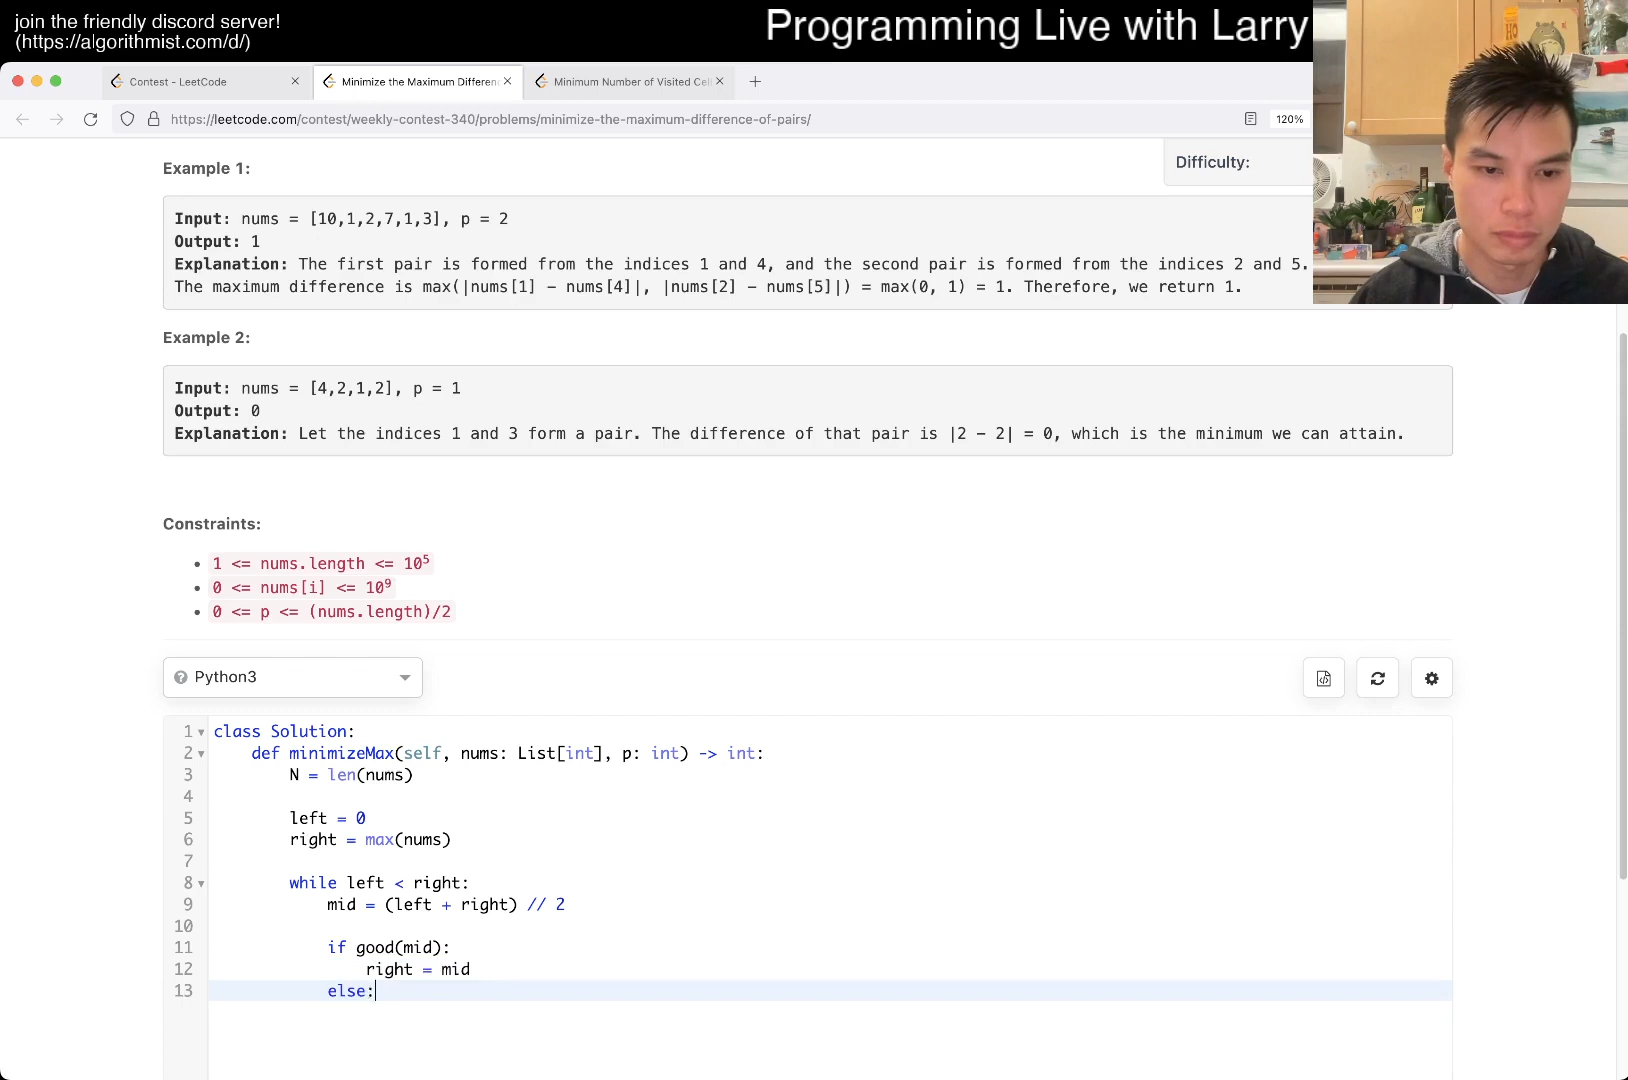 join the friendly discord server!
(https://algorithmist.com/d/)
Programming Live with Larry
Contest - LeetCode
Minimize the Maximum Differen
Minimum Number of Visited Cel
https://leetcode.com/contest/weekly-contest-340/problems/minimize-the-maximum-difference-of-pairs/
120%
Difficulty:
Example 1:
Input: nums = [10,1,2,7,1,3], p = 2
Output: 1
Explanation: The first pair is formed from the indices 1 and 4, and the second pair is formed from the indices 2 and 5.
The maximum difference is max(|nums[1] - nums[4]|, |nums[2] - nums[5]|) = max(0, 1) = 1. Therefore, we return 1.
Example 2:
Input: nums = [4,2,1,2], p = 1
Output: 0
Explanation: Let the indices 1 and 3 form a pair. The difference of that pair is |2 - 2| = 0, which is the minimum we can attain.
Constraints:
1 <= nums.length <= 10⁵
0 <= nums[i] <= 10⁹
0 <= p <= (nums.length)/2
Python3
1 class Solution:
2 def minimizeMax(self, nums: List[int], p: int) -> int:
3 N = len(nums)
4
5 left = 0
6 right = max(nums)
7
8 while left < right:
9 mid = (left + right) // 2
10
11 if good(mid):
12 right = mid
13 else: